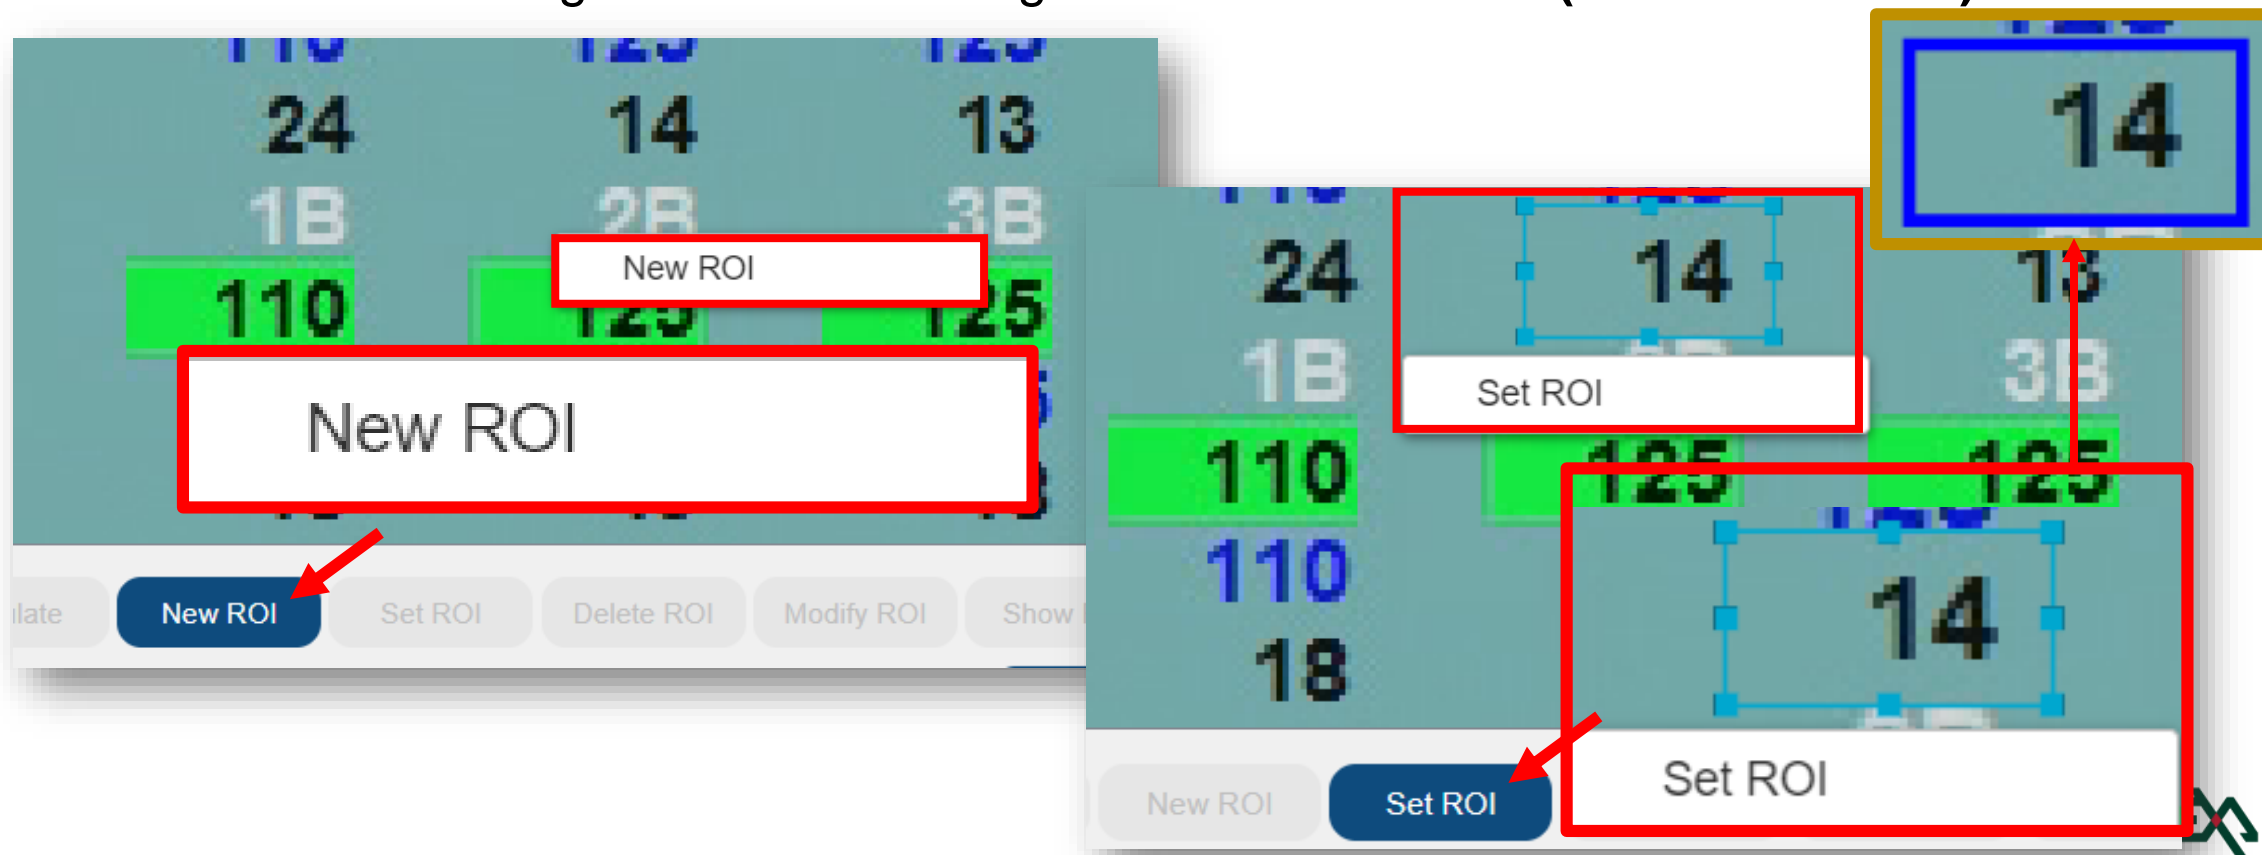 24 14 13
1B 2B 3B
New ROI
110 125 125
New ROI
New ROI Set ROI Delete ROI Modify ROI Show
14
24 14 13
1B 3B
Set ROI
110 125 125
110
14
18
Set ROI
New ROI Set ROI